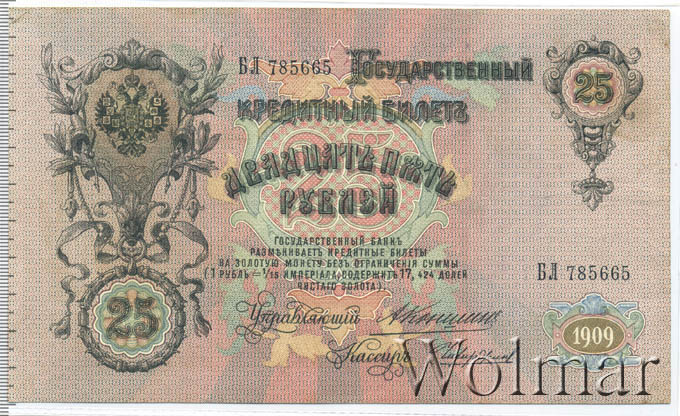 БЛ 785665
Государственный
25
Кредитный Билетъ
Двадцать пять
Рублей
25
Государственный Банкъ
размѣниваетъ кредитные билеты
на золотую монету безъ ограниченія суммы
(1 рубль = 1/15 имперіала, содержитъ 17,424 долей
чистаго золота).
БЛ 785665
25
Управляющій
Кассиръ
1909
Wolmar